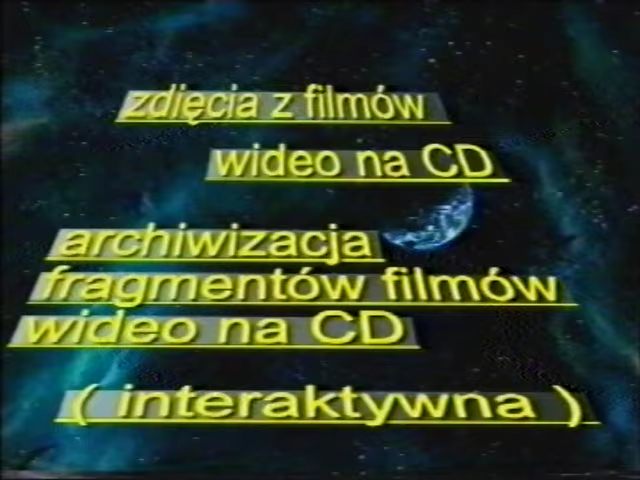 zdjęcia z filmów
wideo na CD
archiwizacja
fragmentów filmów
wideo na CD
( interaktywna )